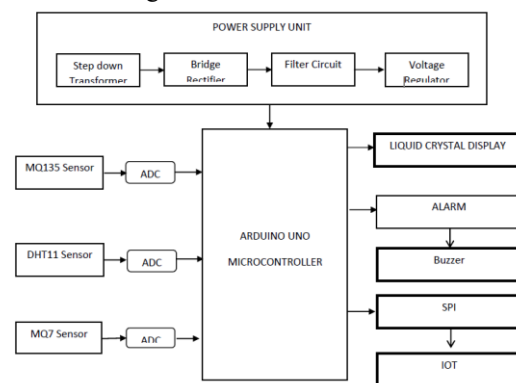 POWER SUPPLY UNIT
Step down
Transformer
Bridge
Rectifier
Filter Circuit
Voltage
Regulator
MQ135 Sensor
ADC
DHT11 Sensor
ADC
MQ7 Sensor
ADC
ARDUINO UNO
MICROCONTROLLER
LIQUID CRYSTAL DISPLAY
ALARM
Buzzer
SPI
IOT